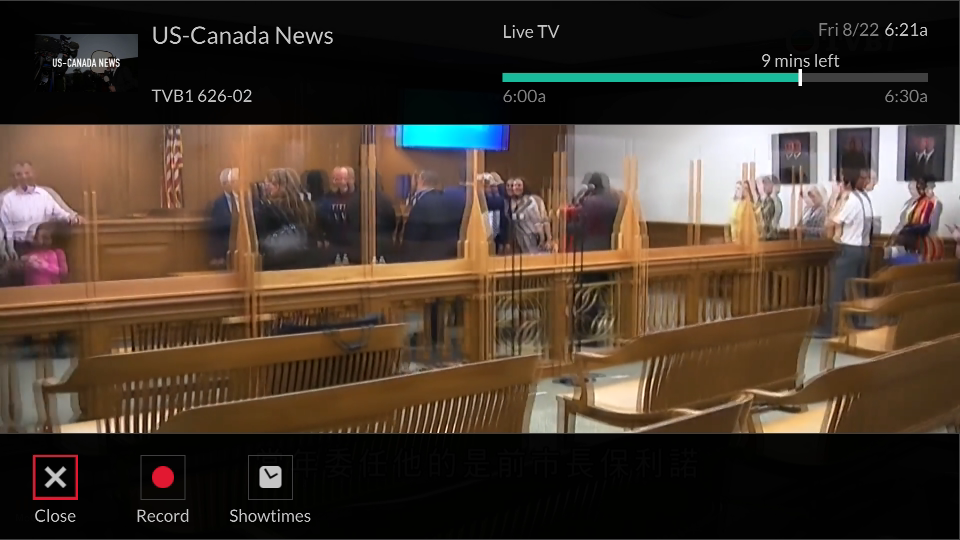 US-CANADA NEWS
US-Canada News
TVB1 626-02
Live TV
Fri 8/22 6:21a
9 mins left
6:00a
6:30a
年委任他的是前市長保利諾
Close
Record
Showtimes